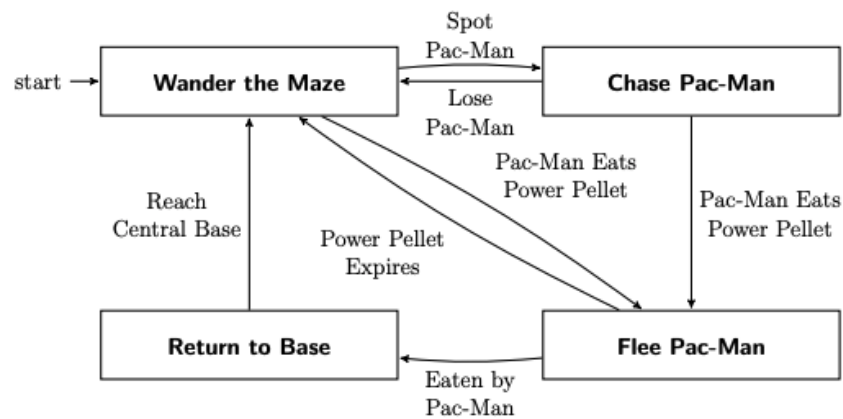 Spot
Pac-Man
start
Wander the Maze
Chase Pac-Man
Lose
Pac-Man
Pac-Man Eats
Power Pellet
Pac-Man Eats
Power Pellet
Reach
Central Base
Power Pellet
Expires
Return to Base
Flee Pac-Man
Eaten by
Pac-Man